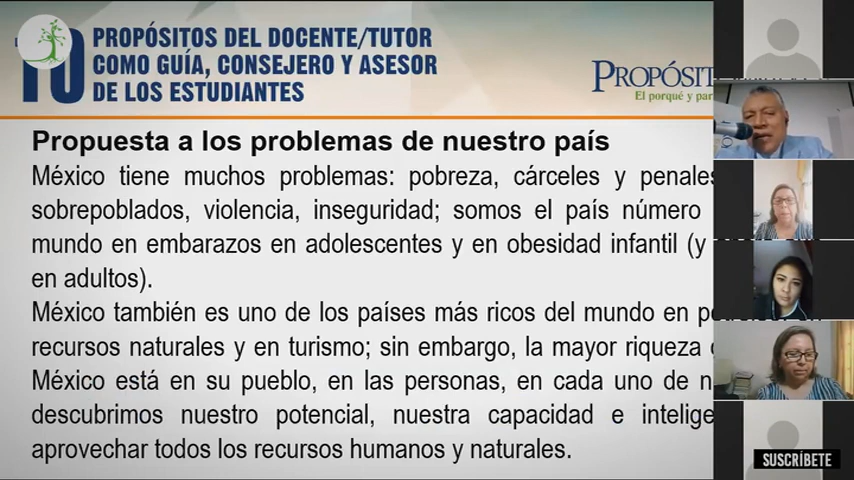 10 PROPÓSITOS DEL DOCENTE/TUTOR
COMO GUÍA, CONSEJERO Y ASESOR
DE LOS ESTUDIANTES
El porqué y
Propuesta a los problemas de nuestro país
México tiene muchos problemas: pobreza, cárceles y penales
sobrepoblados, violencia, inseguridad; somos el país número
mundo en embarazos en adolescentes y en obesidad infantil (y
en adultos).
México también es uno de los países más ricos del mundo en
recursos naturales y en turismo; sin embargo, la mayor riqueza
México está en su pueblo, en las personas, en cada uno de
descubrimos nuestro potencial, nuestra capacidad e
aprovechar todos los recursos humanos y naturales.
SUSCRÍBETE